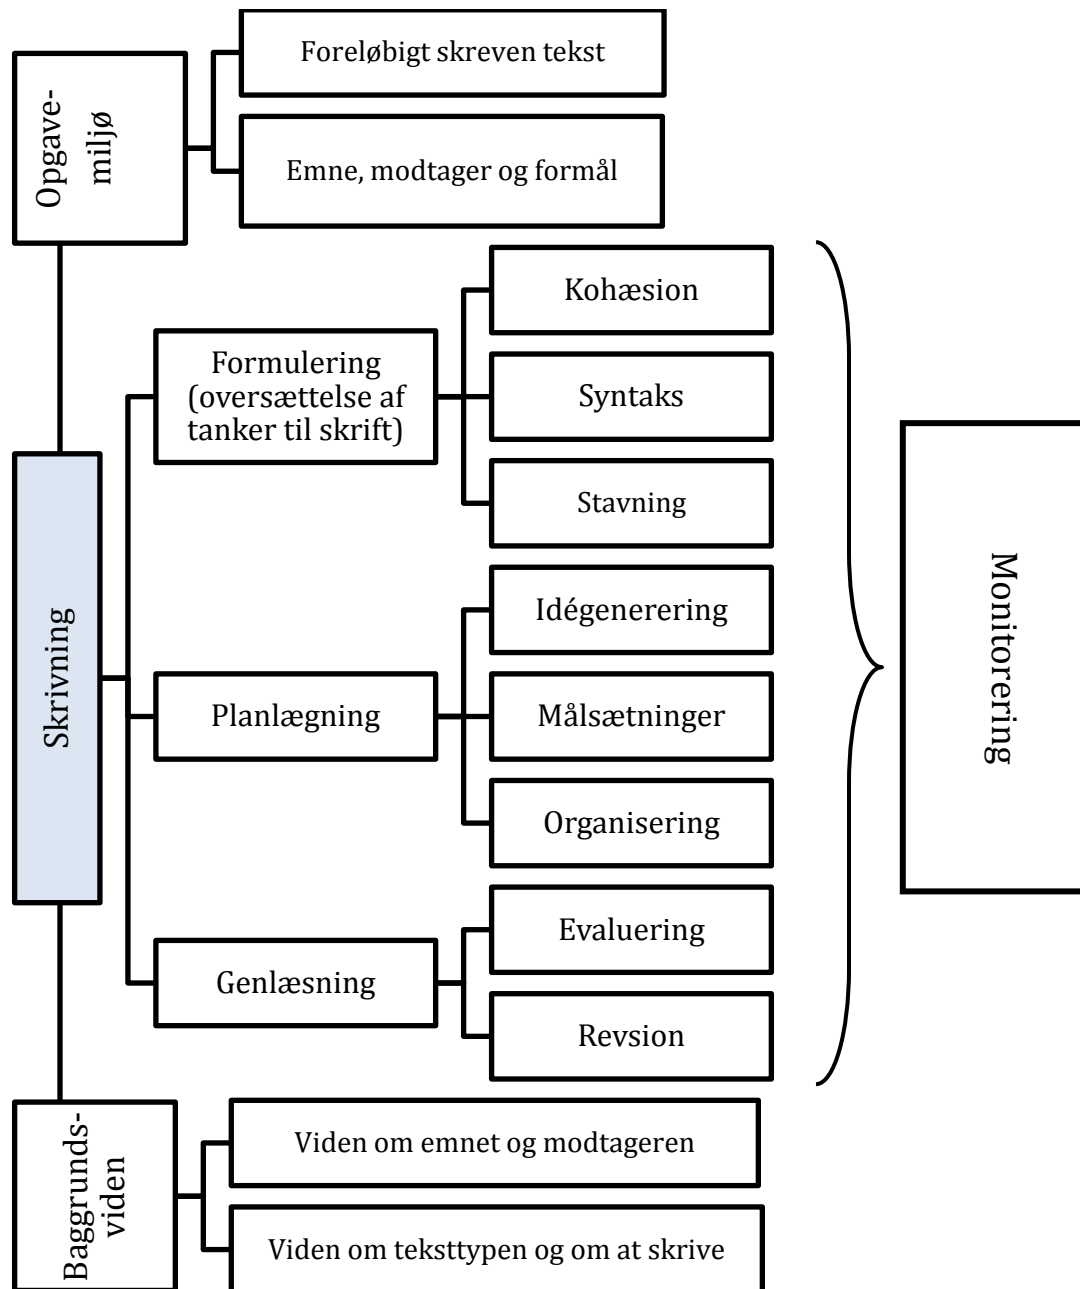 Foreløbigt skreven tekst
Opgave-
miljø
Emne, modtager og formål
Kohæsion
Formulering
(oversættelse af
tanker til skrift)
Syntaks
Stavning
Skrivning
Idégenerering
Planlægning
Målsætninger
Organisering
Monitorering
Evaluering
Genlæsning
Revsion
Baggrunds-
viden
Viden om emnet og modtageren
Viden om teksttypen og om at skrive